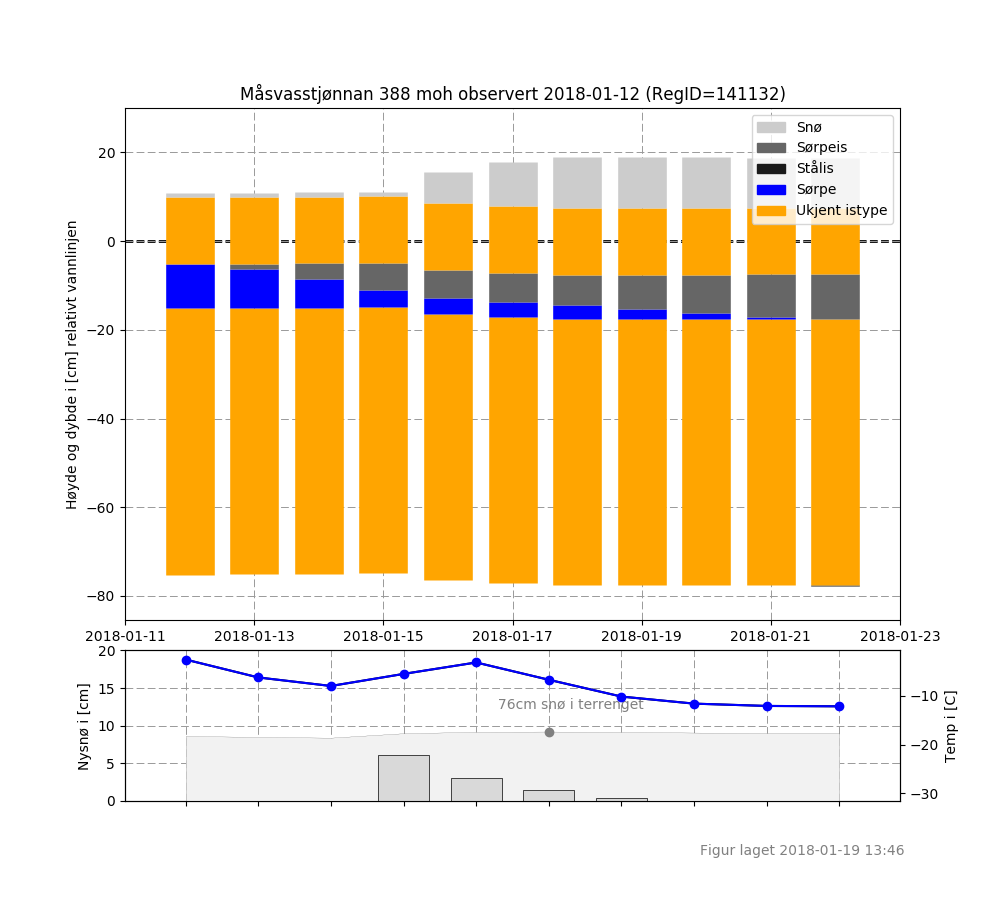 Måsvasstjønnan 388 moh observert 2018-01-12 (RegID=141132)
Snø
Sørpeis
Stålis
Sørpe
Ukjent istype
Høyde og dybde i [cm] relativt vannlinjen
20
0
−20
−40
−60
−80
2018-01-11 2018-01-13 2018-01-15 2018-01-17 2018-01-19 2018-01-21 2018-01-23
Nysnø i [cm]
20
15
10
5
0
76cm snø i terrenget
−10
−20
−30
Temp i [C]
Figur laget 2018-01-19 13:46